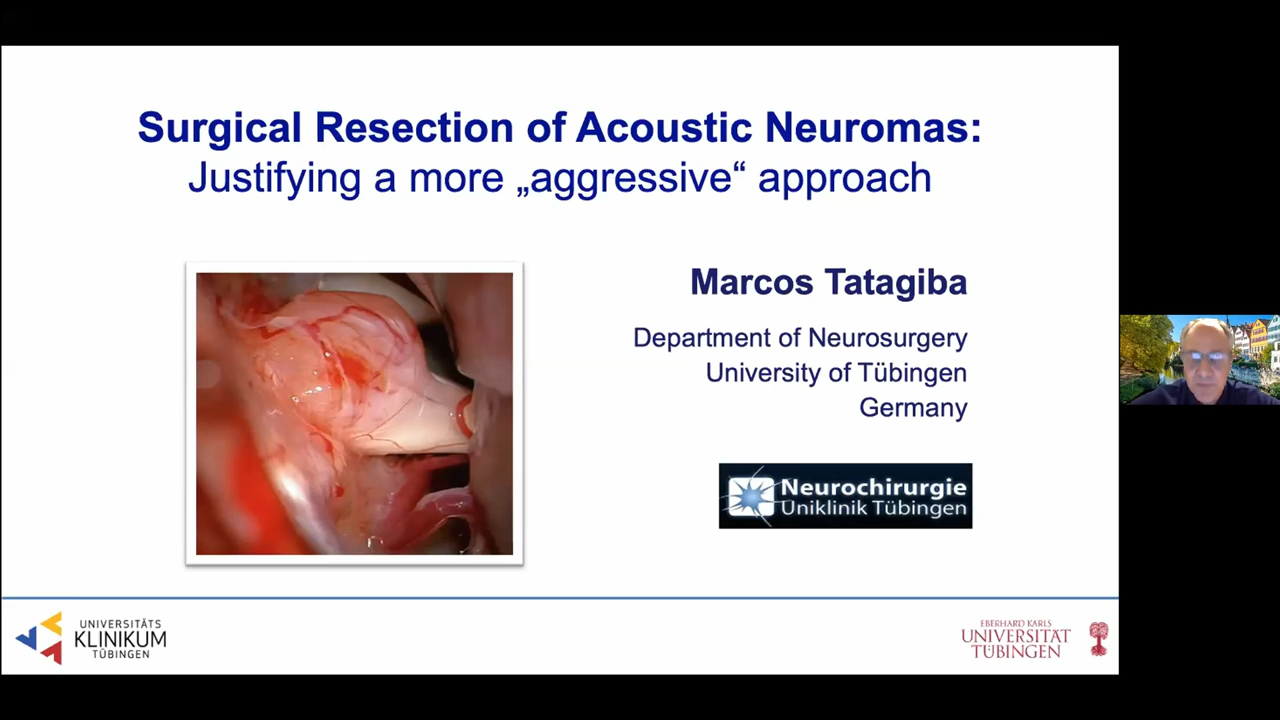 Surgical Resection of Acoustic Neuromas:
Justifying a more „aggressive“ approach
Marcos Tatagiba
Department of Neurosurgery
University of Tübingen
Germany
Neurochirurgie
Uniklinik Tübingen
UNIVERSITÄTS
KLINIKUM
TÜBINGEN
EBERHARD KARLS
UNIVERSITÄT
TÜBINGEN